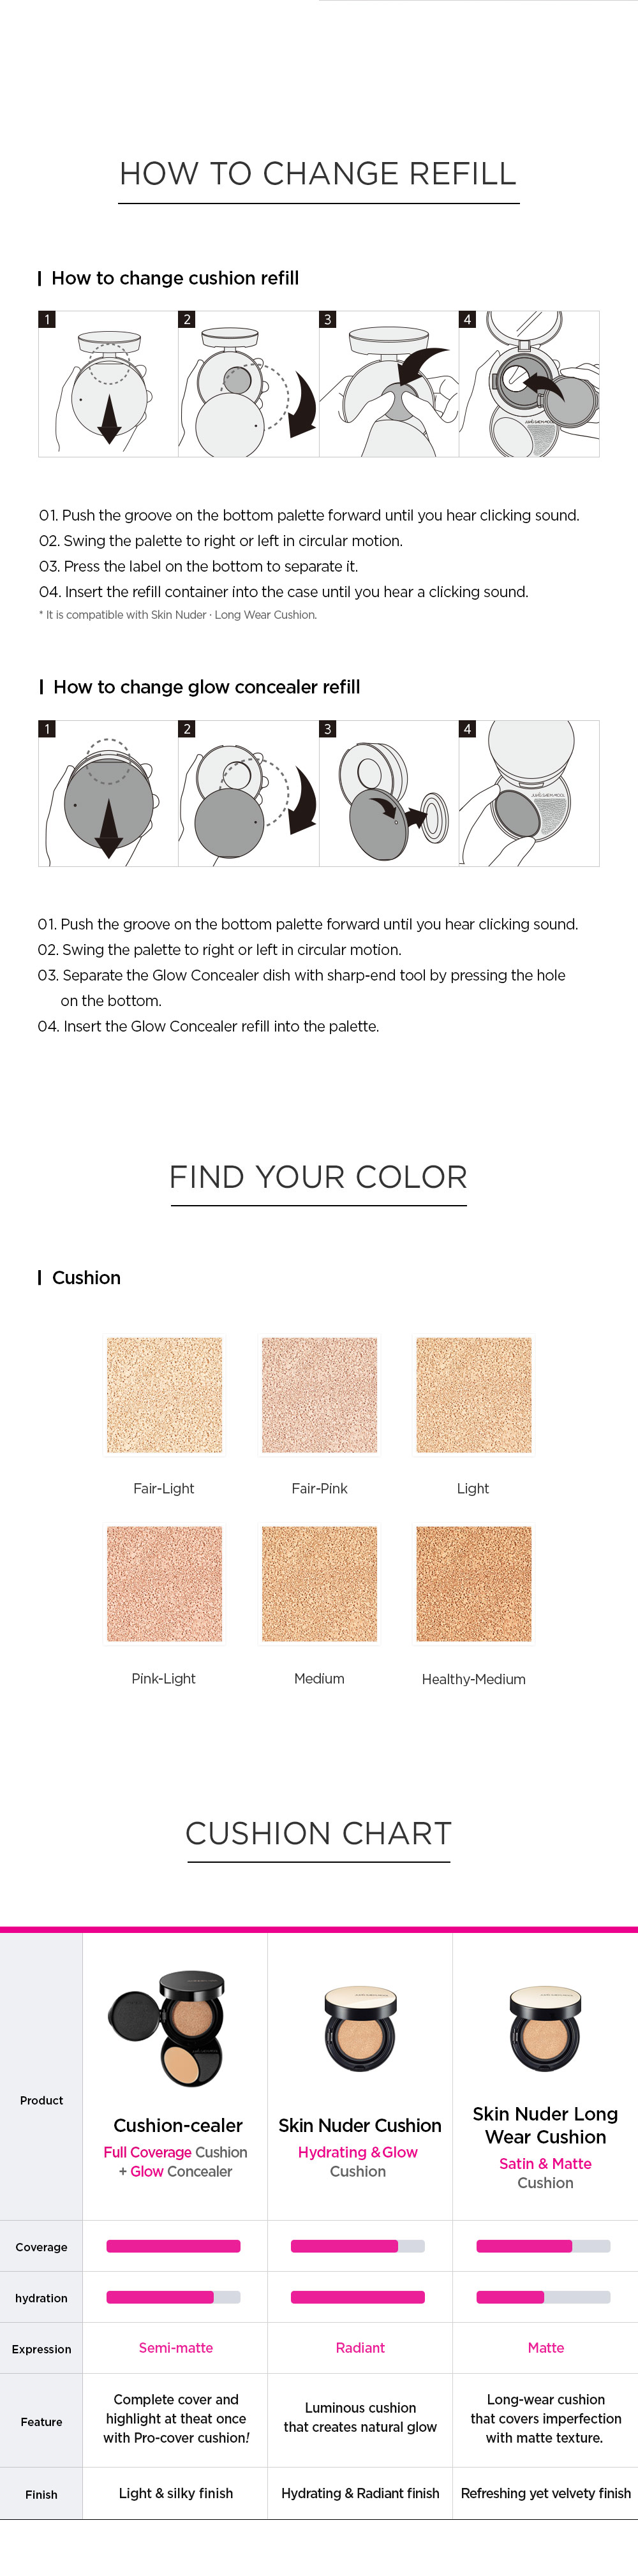 HOW TO CHANGE REFILL
How to change cushion refill
1
2
3
4
JUNGSAEMMOOL
01. Push the groove on the bottom palette forward until you hear clicking sound.
02. Swing the palette to right or left in circular motion.
03. Press the label on the bottom to separate it.
04. Insert the refill container into the case until you hear a clicking sound.
* It is compatible with Skin Nuder · Long Wear Cushion.
How to change glow concealer refill
1
2
3
4
JUNGSAEMMOOL
01. Push the groove on the bottom palette forward until you hear clicking sound.
02. Swing the palette to right or left in circular motion.
03. Separate the Glow Concealer dish with sharp-end tool by pressing the hole
on the bottom.
04. Insert the Glow Concealer refill into the palette.
FIND YOUR COLOR
Cushion
Fair-Light
Fair-Pink
Light
Pink-Light
Medium
Healthy-Medium
CUSHION CHART
Product
Cushion-cealer
Full Coverage Cushion
+ Glow Concealer
Skin Nuder Cushion
Hydrating & Glow
Cushion
Skin Nuder Long
Wear Cushion
Satin & Matte
Cushion
Coverage
hydration
Expression
Semi-matte
Radiant
Matte
Feature
Complete cover and
highlight at theat once
with Pro-cover cushion!
Luminous cushion
that creates natural glow
Long-wear cushion
that covers imperfection
with matte texture.
Finish
Light & silky finish
Hydrating & Radiant finish
Refreshing yet velvety finish